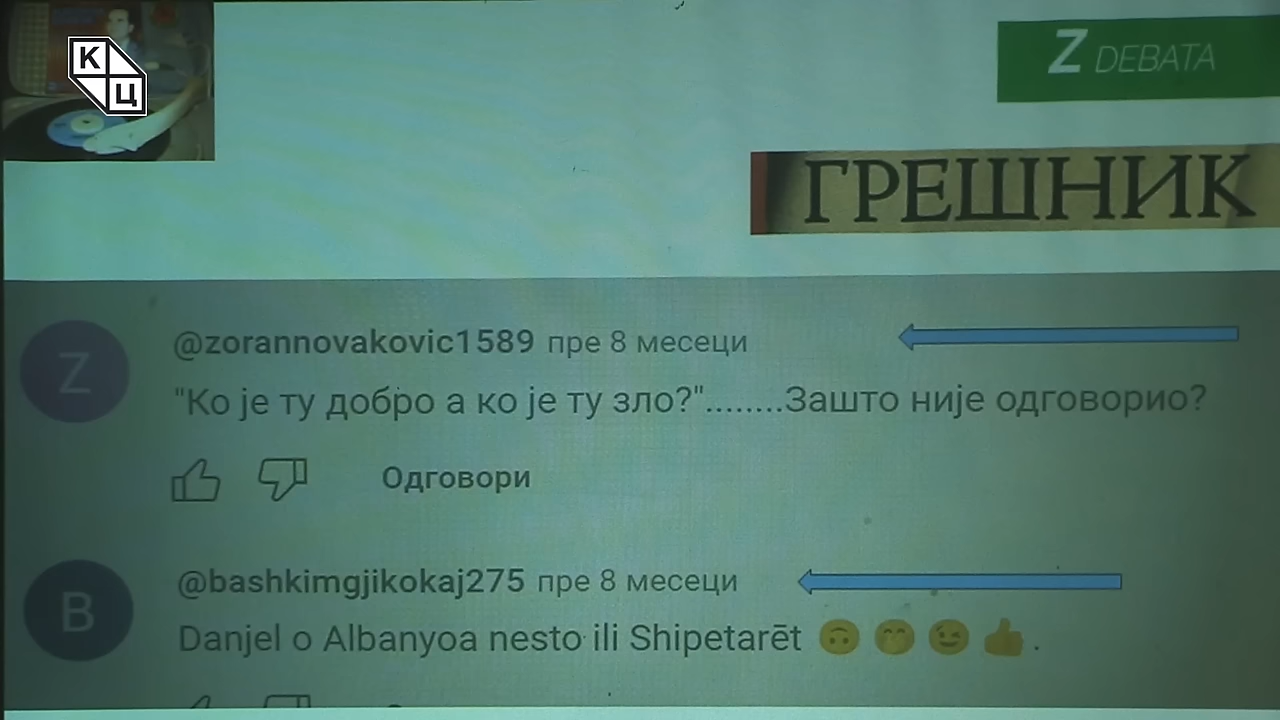 К
Ц
Z DEBATA
ГРЕШНИК
Z
@zorannovakovic1589 пре 8 месеци
"Ко је ту добро а ко је ту зло?"........Зашто није одговорио?
Одговори
B
@bashkimgjikokaj275 пре 8 месеци
Danjel o Albanyoa nesto ili Shipetarēt 🙃🤭😉👍.